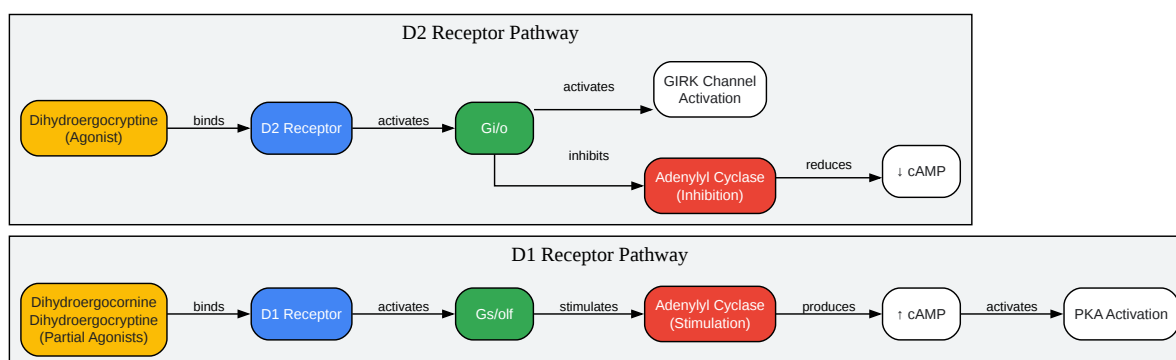 D2 Receptor Pathway
Dihydroergocryptine
(Agonist)
binds
D2 Receptor
activates
Gi/o
activates
GIRK Channel
Activation
inhibits
Adenylyl Cyclase
(Inhibition)
reduces
↓ cAMP
D1 Receptor Pathway
Dihydroergocornine
Dihydroergocryptine
(Partial Agonists)
binds
D1 Receptor
activates
Gs/olf
stimulates
Adenylyl Cyclase
(Stimulation)
produces
↑ cAMP
activates
PKA Activation